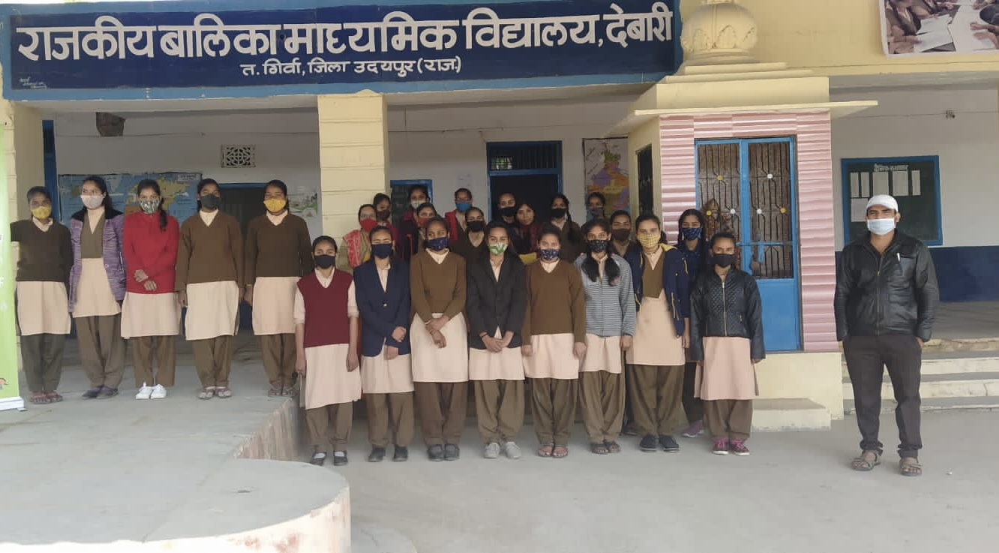 राजकीय बालिका माध्यमिक विद्यालय, देबारी
त. गिर्वा, जिला उदयपुर (राज.)